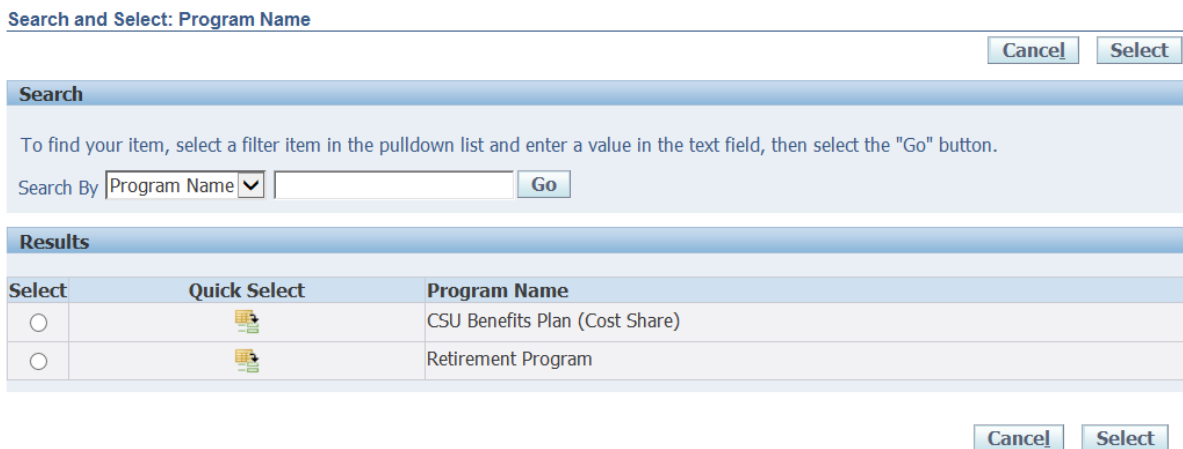 Search and Select: Program Name
Cancel Select
Search
To find your item, select a filter item in the pulldown list and enter a value in the text field, then select the "Go" button.
Search By Program Name Go
Results
Select Quick Select Program Name
CSU Benefits Plan (Cost Share)
Retirement Program
Cancel Select